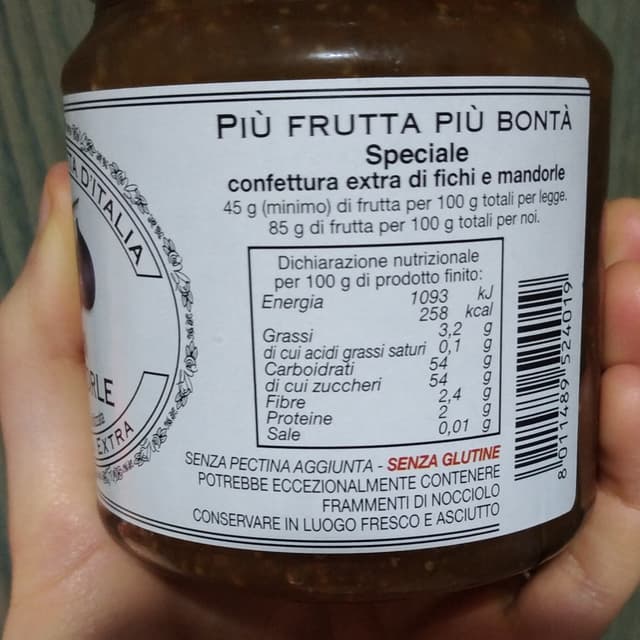 D'ITALIA
EXTRA
PIÙ FRUTTA PIÙ BONTÀ
Speciale
confettura extra di fichi e mandorle
45 g (minimo) di frutta per 100 g totali per legge.
85 g di frutta per 100 g totali per noi.
Dichiarazione nutrizionale
per 100 g di prodotto finito:
Energia 1093 kJ
258 kcal
Grassi 3,2 g
di cui acidi grassi saturi 0,1 g
Carboidrati 54 g
di cui zuccheri 54 g
Fibre 2,4 g
Proteine 2 g
Sale 0,01 g
SENZA PECTINA AGGIUNTA - SENZA GLUTINE
POTREBBE ECCEZIONALMENTE CONTENERE
FRAMMENTI DI NOCCIOLO
CONSERVARE IN LUOGO FRESCO E ASCIUTTO
8 011489 524019